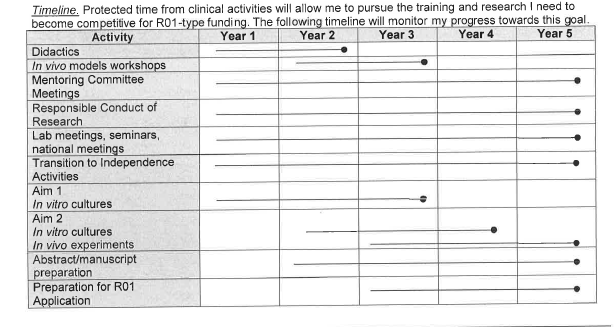 Timeline. Protected time from clinical activities will allow me to pursue the training and research I need to
become competitive for R01-type funding. The following timeline will monitor my progress towards this goal.
Activity Year 1 Year 2 Year 3 Year 4 Year 5
Didactics
In vivo models workshops
Mentoring Committee
Meetings
Responsible Conduct of
Research
Lab meetings, seminars,
national meetings
Transition to Independence
Activities
Aim 1
In vitro cultures
Aim 2
In vitro cultures
In vivo experiments
Abstract/manuscript
preparation
Preparation for R01
Application